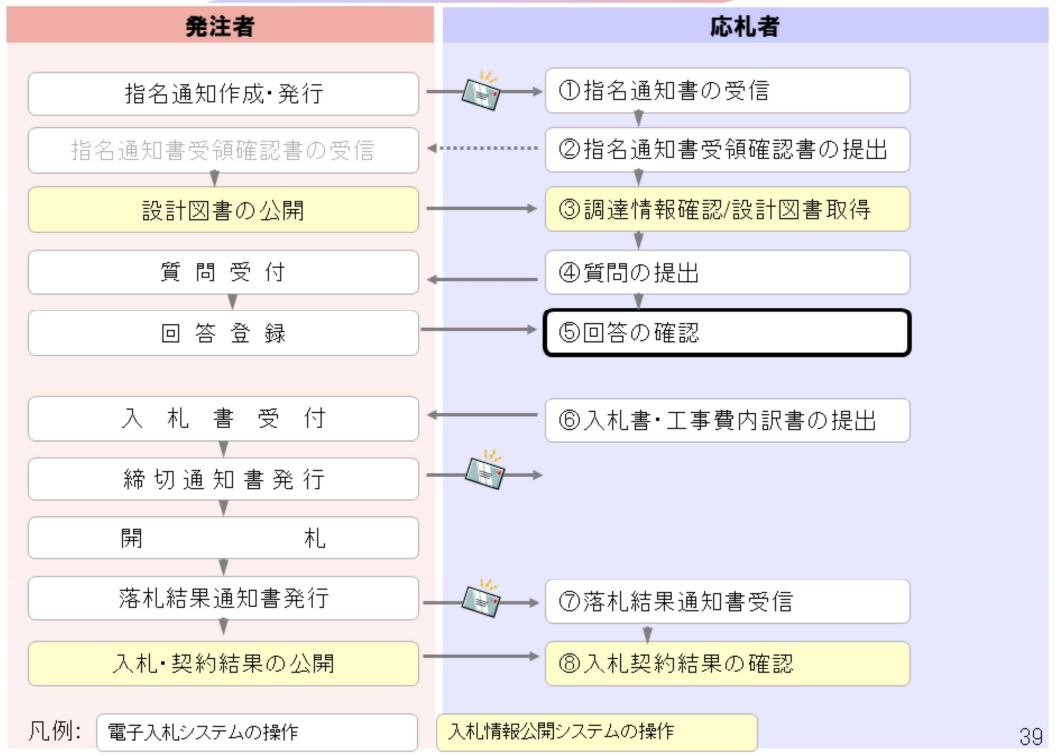 発注者
応札者
指名通知作成・発行
①指名通知書の受信
指名通知書受領確認書の受信
②指名通知書受領確認書の提出
設計図書の公開
③調達情報確認/設計図書取得
質問受付
④質問の提出
回答登録
⑤回答の確認
入札書受付
⑥入札書・工事費内訳書の提出
締切通知書発行
開札
落札結果通知書発行
⑦落札結果通知書受信
入札・契約結果の公開
⑧入札契約結果の確認
凡例:
電子入札システムの操作
入札情報公開システムの操作
39